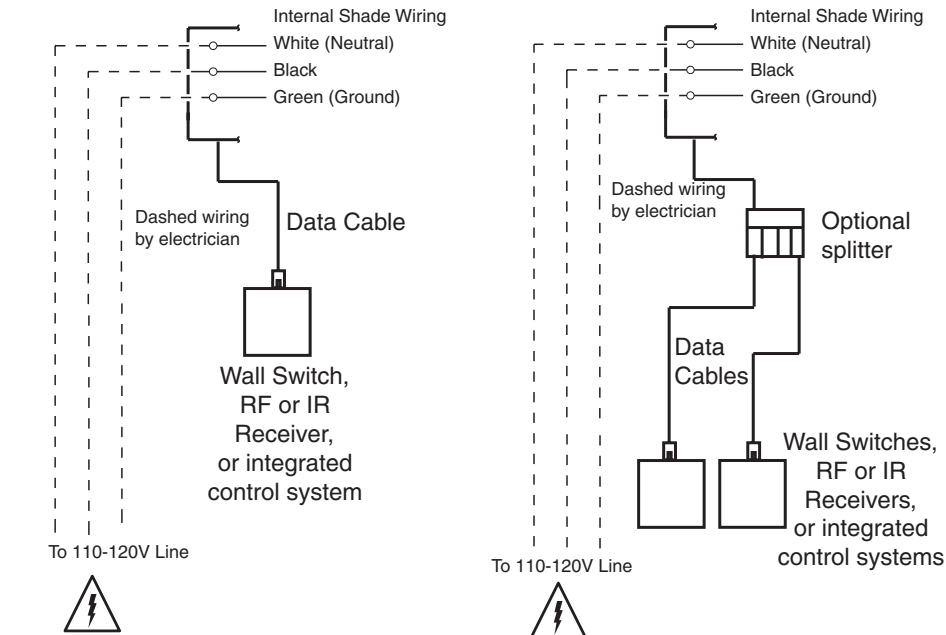 Internal Shade Wiring
White (Neutral)
Black
Green (Ground)
Dashed wiring
by electrician
Data Cable
Wall Switch,
RF or IR
Receiver,
or integrated
control system
To 110-120V Line
Internal Shade Wiring
White (Neutral)
Black
Green (Ground)
Dashed wiring
by electrician
Optional
splitter
Data
Cables
Wall Switches,
RF or IR
Receivers,
or integrated
control systems
To 110-120V Line